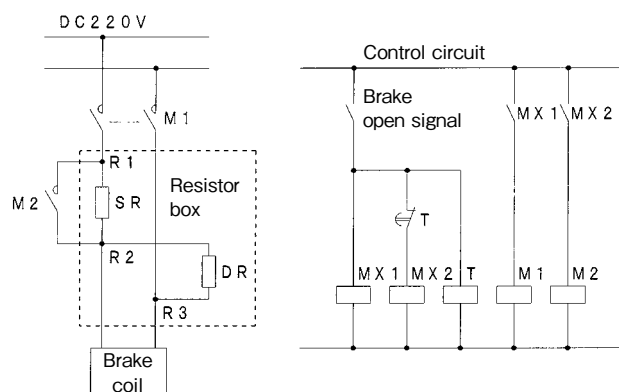 DC220V
M1
R1
M2
SR
Resistor
box
R2
DR
R3
Brake
coil
Control circuit
Brake
open signal
MX1
MX2
T
MX1
MX2
T
M1
M2